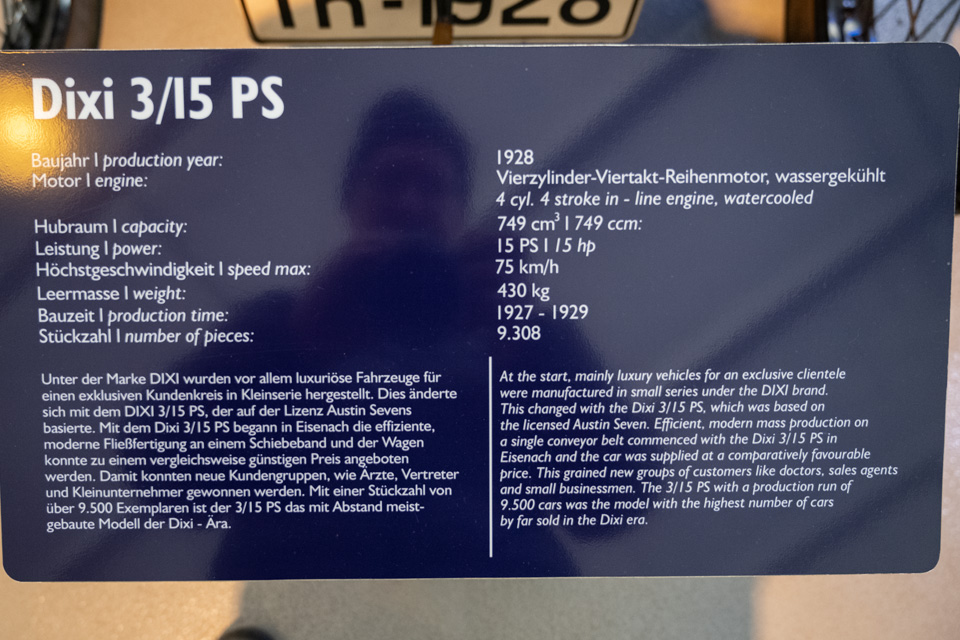 TH-1928
Dixi 3/15 PS
Baujahr | production year: 1928
Motor | engine: Vierzylinder-Viertakt-Reihenmotor, wassergekühlt
4 cyl. 4 stroke in - line engine, watercooled
Hubraum | capacity: 749 cm³ | 749 ccm:
Leistung | power: 15 PS | 15 hp
Höchstgeschwindigkeit | speed max: 75 km/h
Leermasse | weight: 430 kg
Bauzeit | production time: 1927 - 1929
Stückzahl | number of pieces: 9.308
Unter der Marke DIXI wurden vor allem luxuriöse Fahrzeuge für
einen exklusiven Kundenkreis in Kleinserie hergestellt. Dies änderte
sich mit dem DIXI 3/15 PS, der auf der Lizenz Austin Sevens
basierte. Mit dem Dixi 3/15 PS begann in Eisenach die effiziente,
moderne Fließfertigung an einem Schiebeband und der Wagen
konnte zu einem vergleichsweise günstigen Preis angeboten
werden. Damit konnten neue Kundengruppen, wie Ärzte, Vertreter
und Kleinunternehmer gewonnen werden. Mit einer Stückzahl von
über 9.500 Exemplaren ist der 3/15 PS das mit Abstand meist-
gebaute Modell der Dixi - Ära.
At the start, mainly luxury vehicles for an exclusive clientele
were manufactured in small series under the DIXI brand.
This changed with the Dixi 3/15 PS, which was based on
the licensed Austin Seven. Efficient, modern mass production on
a single conveyor belt commenced with the Dixi 3/15 PS in
Eisenach and the car was supplied at a comparatively favourable
price. This grained new groups of customers like doctors, sales agents
and small businessmen. The 3/15 PS with a production run of
9.500 cars was the model with the highest number of cars
by far sold in the Dixi era.